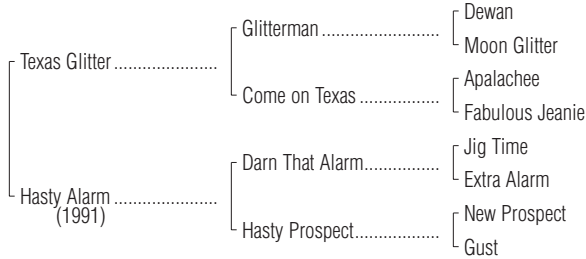 Dewan
Glitterman
Moon Glitter
Texas Glitter
Apalachee
Come on Texas
Fabulous Jeanie
Jig Time
Darn That Alarm
Extra Alarm
Hasty Alarm
(1991)
New Prospect
Hasty Prospect
Gust